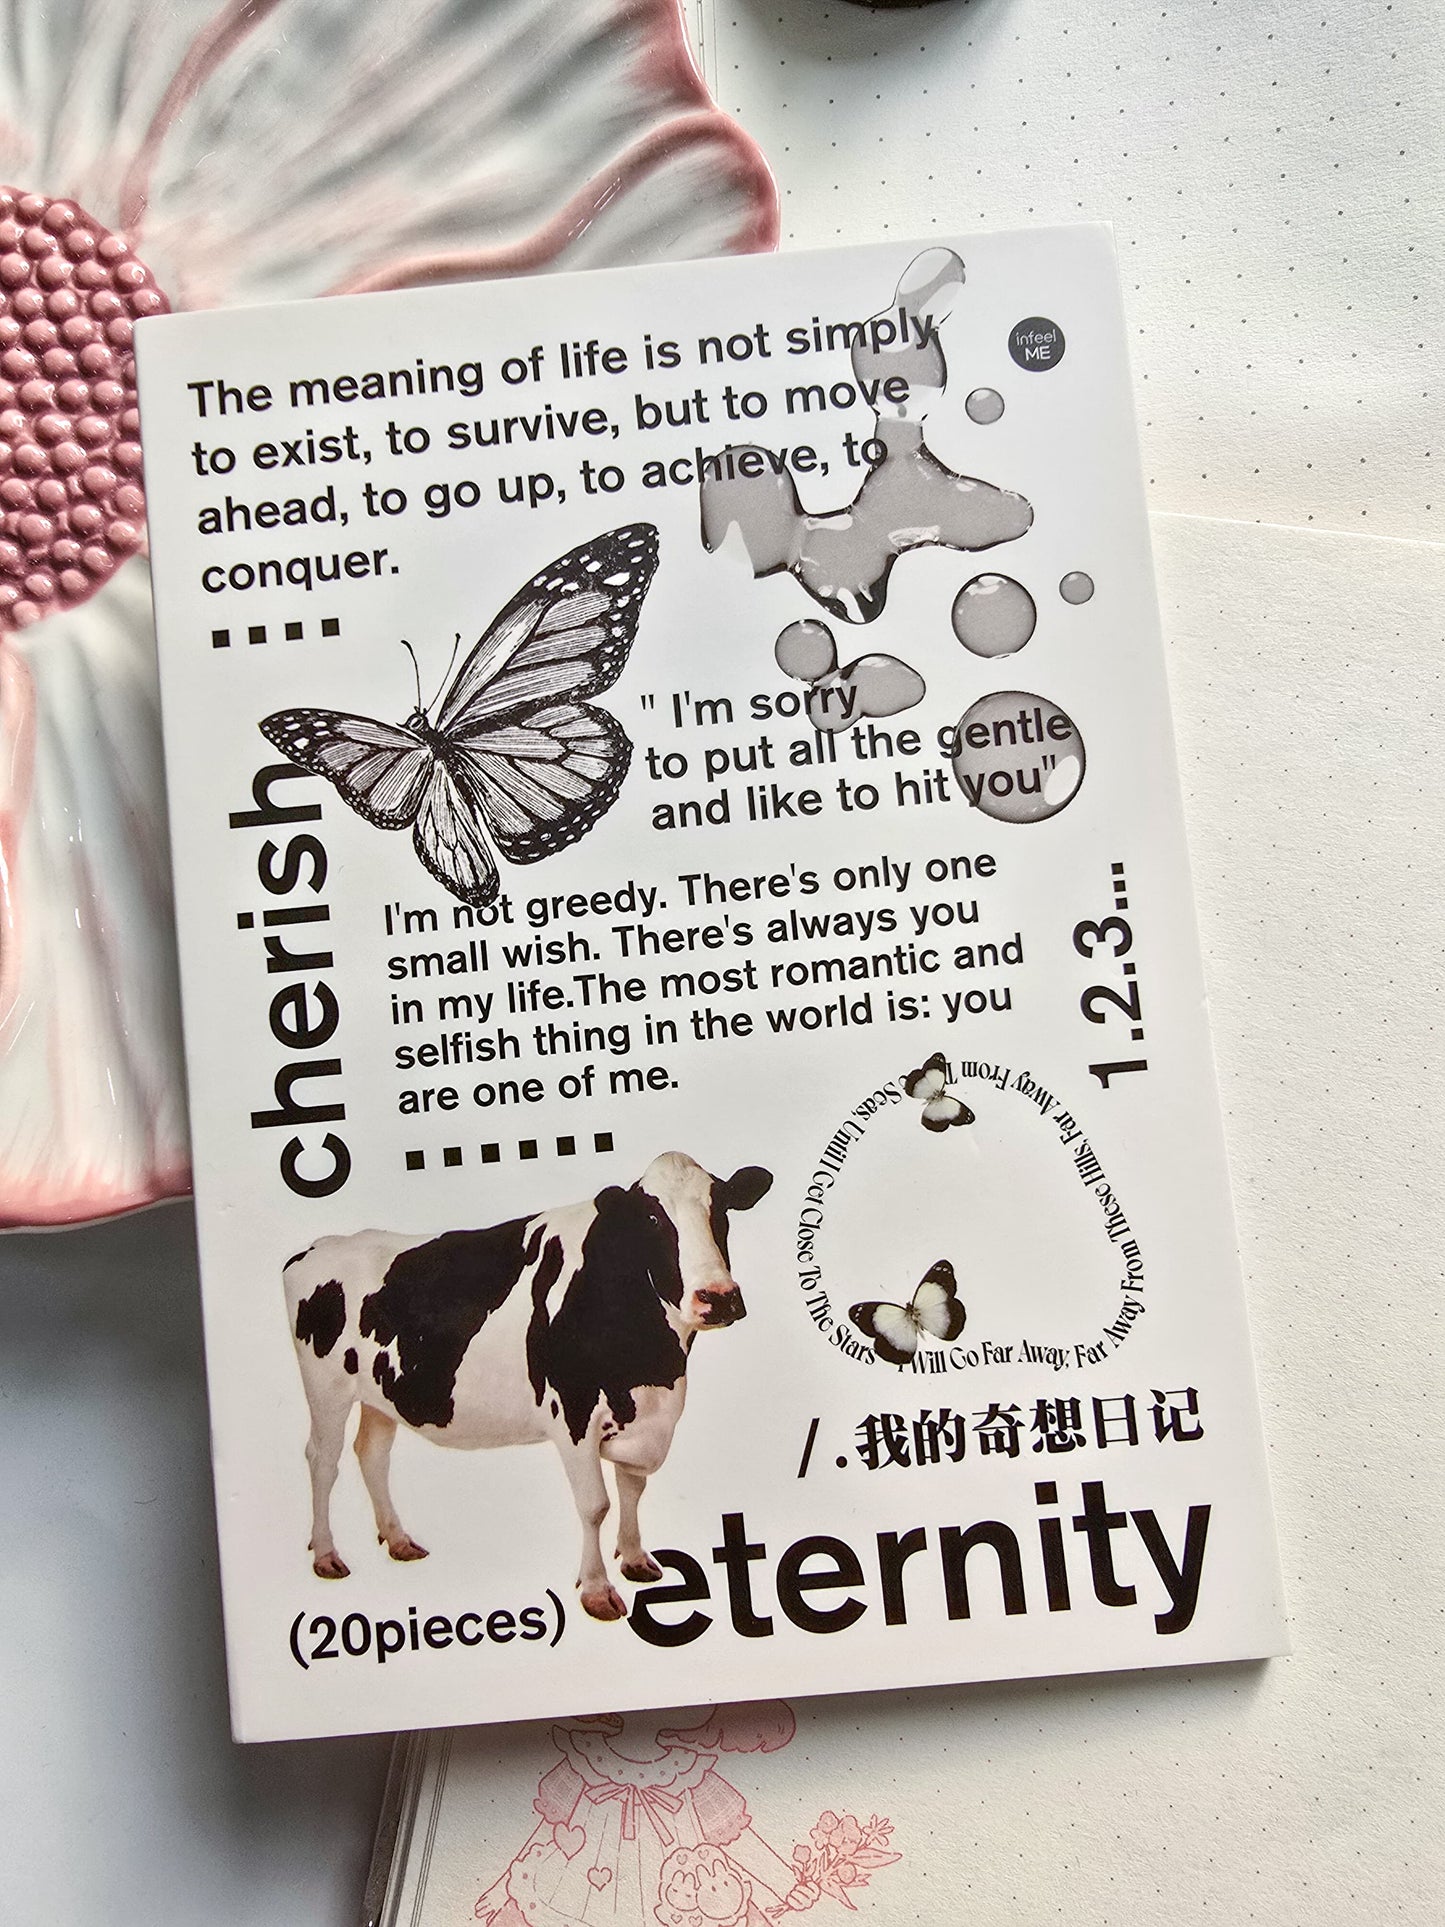 The meaning of life is not simply
to exist, to survive, but to move
ahead, to go up, to achieve, to
conquer.
infeel
ME
" I'm sorry
to put all the gentle
and like to hit you"
cherish
I'm not greedy. There's only one
small wish. There's always you
in my life.The most romantic and
selfish thing in the world is: you
are one of me.
1.2.3...
Will Go Far Away, Far Away From These Hills, Far Away From Seas, Until I Get Close To The Stars
/.我的奇想日记
eternity
(20pieces)